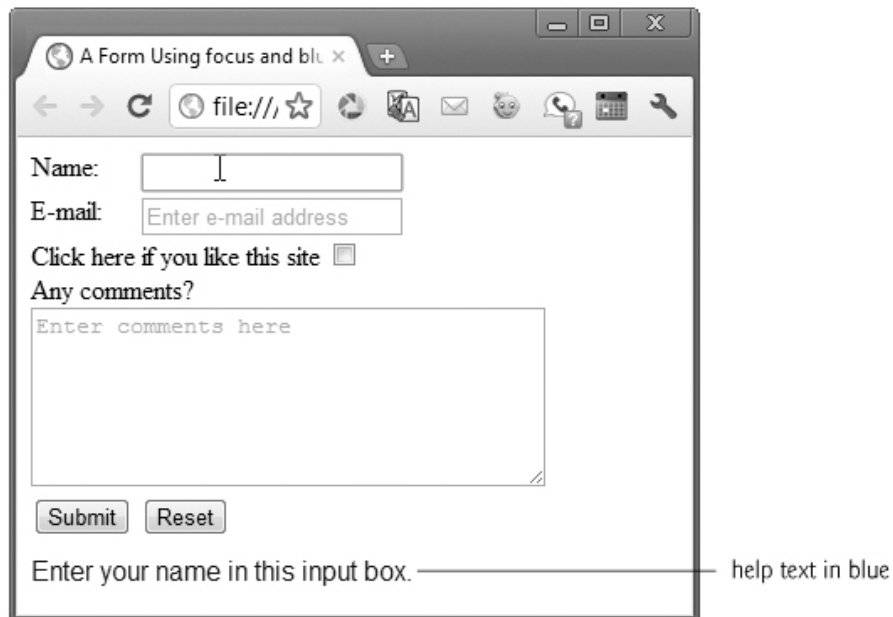 A Form Using focus and blu
file://
Name:
E-mail:
Enter e-mail address
Click here if you like this site
Any comments?
Enter comments here
Submit
Reset
Enter your name in this input box.
help text in blue